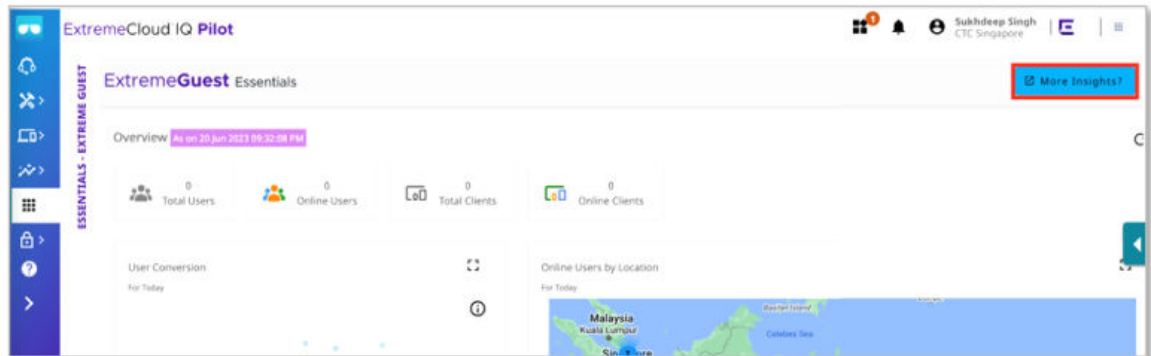 ExtremeCloud IQ Pilot
1
Sukhdeep Singh
CTC Singapore
ESSENTIALS - EXTREME GUEST
ExtremeGuest Essentials
More Insights?
Overview As on 20 Jun 2023 09:32:08 PM
0
Total Users
0
Online Users
0
Total Clients
0
Online Clients
User Conversion
For Today
Online Users by Location
For Today
Malaysia
Kuala Lumpur
Celebes Sea